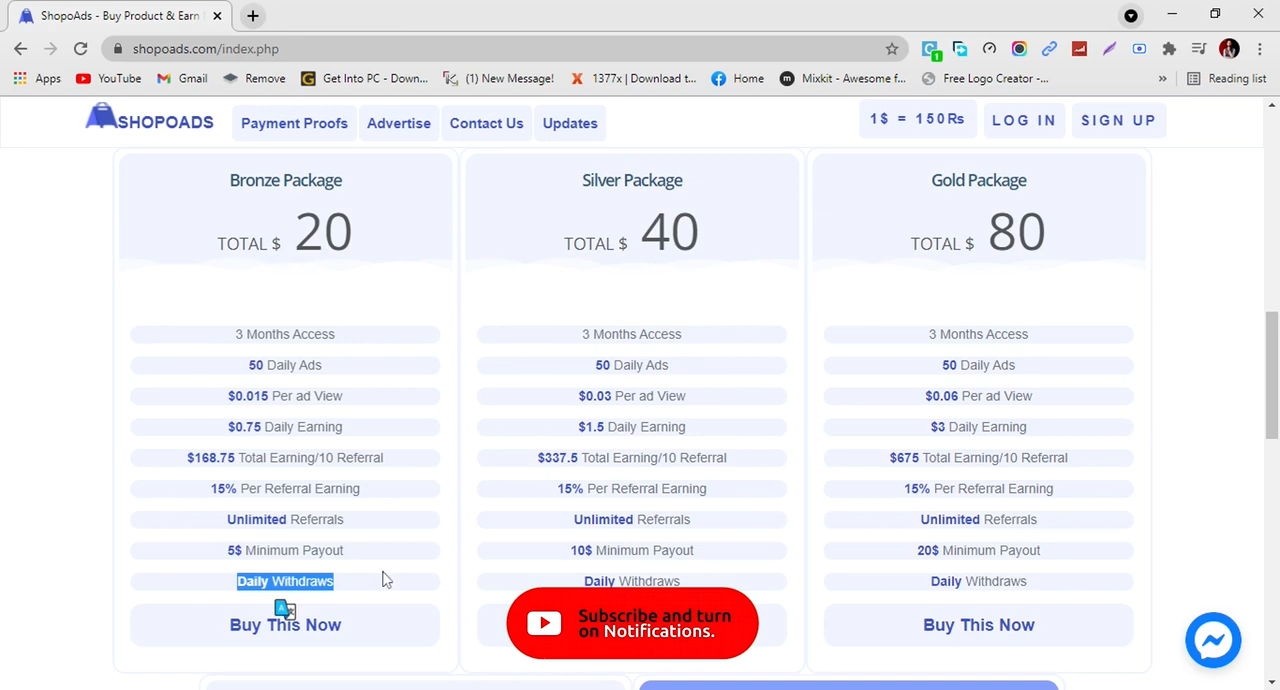 ShopoAds - Buy Product & Earn
shopoads.com/index.php
Apps
YouTube
Gmail
Remove
Get Into PC - Down...
(1) New Message!
1377x | Download t...
Home
Mixkit - Awesome f...
Free Logo Creator -...
»
Reading list
SHOPOADS
Payment Proofs
Advertise
Contact Us
Updates
1$ = 150Rs
LOG IN
SIGN UP
Bronze Package
TOTAL $ 20
3 Months Access
50 Daily Ads
$0.015 Per ad View
$0.75 Daily Earning
$168.75 Total Earning/10 Referral
15% Per Referral Earning
Unlimited Referrals
5$ Minimum Payout
Daily Withdraws
Buy This Now
Silver Package
TOTAL $ 40
3 Months Access
50 Daily Ads
$0.03 Per ad View
$1.5 Daily Earning
$337.5 Total Earning/10 Referral
15% Per Referral Earning
Unlimited Referrals
10$ Minimum Payout
Daily Withdraws
Subscribe and turn
on Notifications.
Gold Package
TOTAL $ 80
3 Months Access
50 Daily Ads
$0.06 Per ad View
$3 Daily Earning
$675 Total Earning/10 Referral
15% Per Referral Earning
Unlimited Referrals
20$ Minimum Payout
Daily Withdraws
Buy This Now